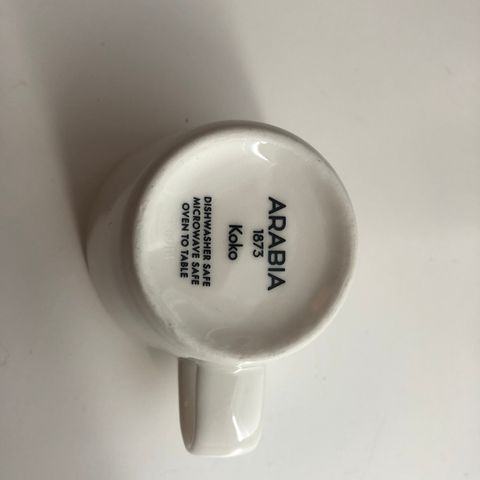 ARABIA
1873
Koko
DISHWASHER SAFE
MICROWAVE SAFE
OVEN TO TABLE